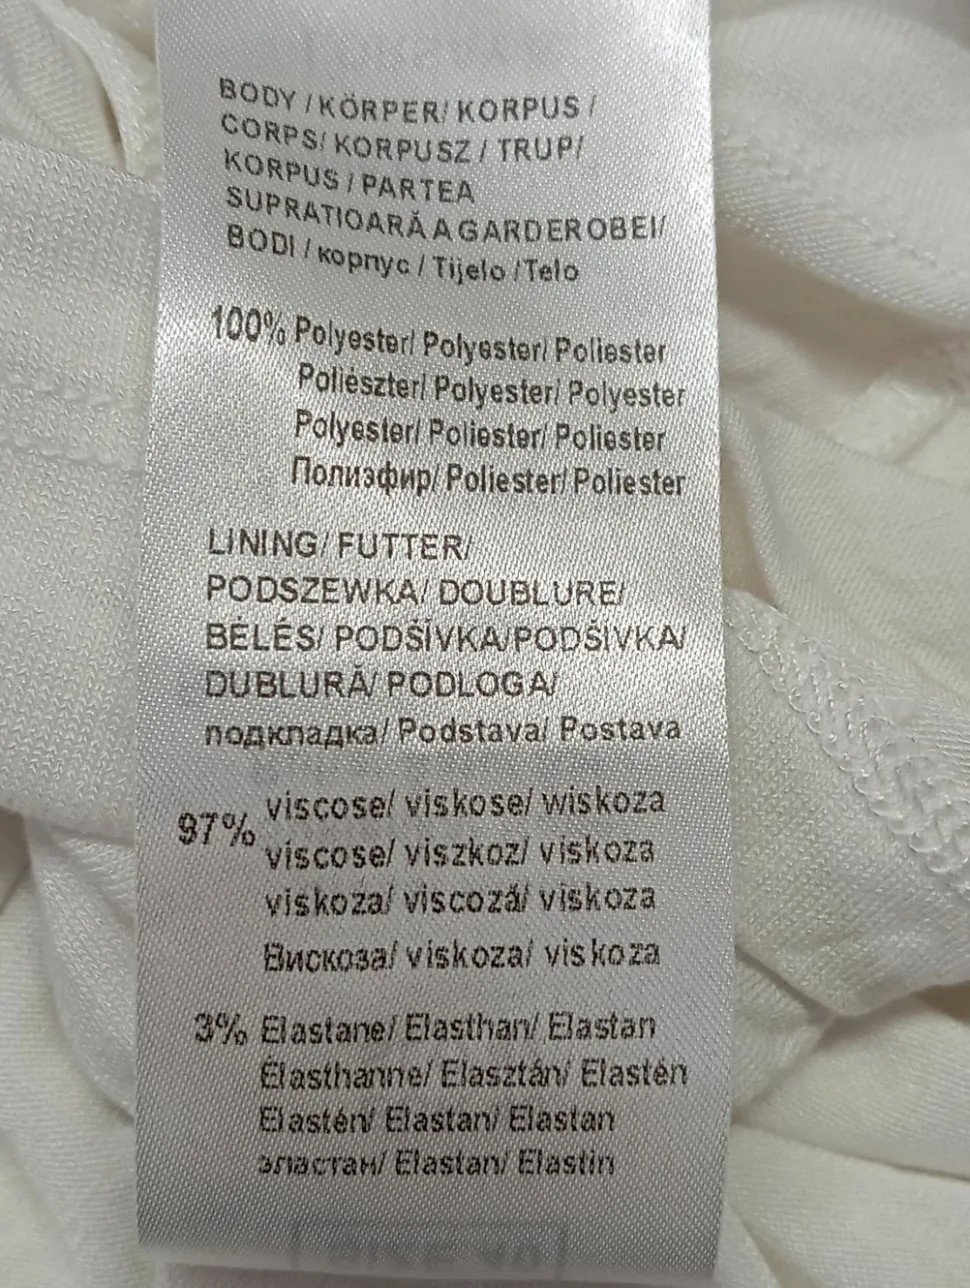 BODY / KÖRPER/ KORPUS /
CORPS/ KORPUSZ / TRUP/
KORPUS / PARTEA
SUPRATIOARĂ A GARDEROBEI/
BODI / корпус / Tijelo / Telo
100% Polyester/ Polyester/ Poliester
Poliészter/ Polyester/ Polyester
Polyester/ Poliester/ Poliester
Полиэфир/ Poliester/ Poliester
LINING/ FUTTER/
PODSZEWKA/ DOUBLURE/
BÉLÉS/ PODŠÍVKA/PODŠIVKA/
DUBLURĂ/ PODLOGA/
подкладка/ Podstava/ Postava
97% viscose/ viskose/ wiskoza
viscose/ viszkoz/ viskoza
viskoza/ viscoză/ viskoza
Вискоза/ viskoza/ viskoza
3% Elastane/ Elasthan/ Elastan
Élasthanne/ Elasztán/ Elastén
Elastén/ Elastan/ Elastan
эластан/ Elastan/ Elastin